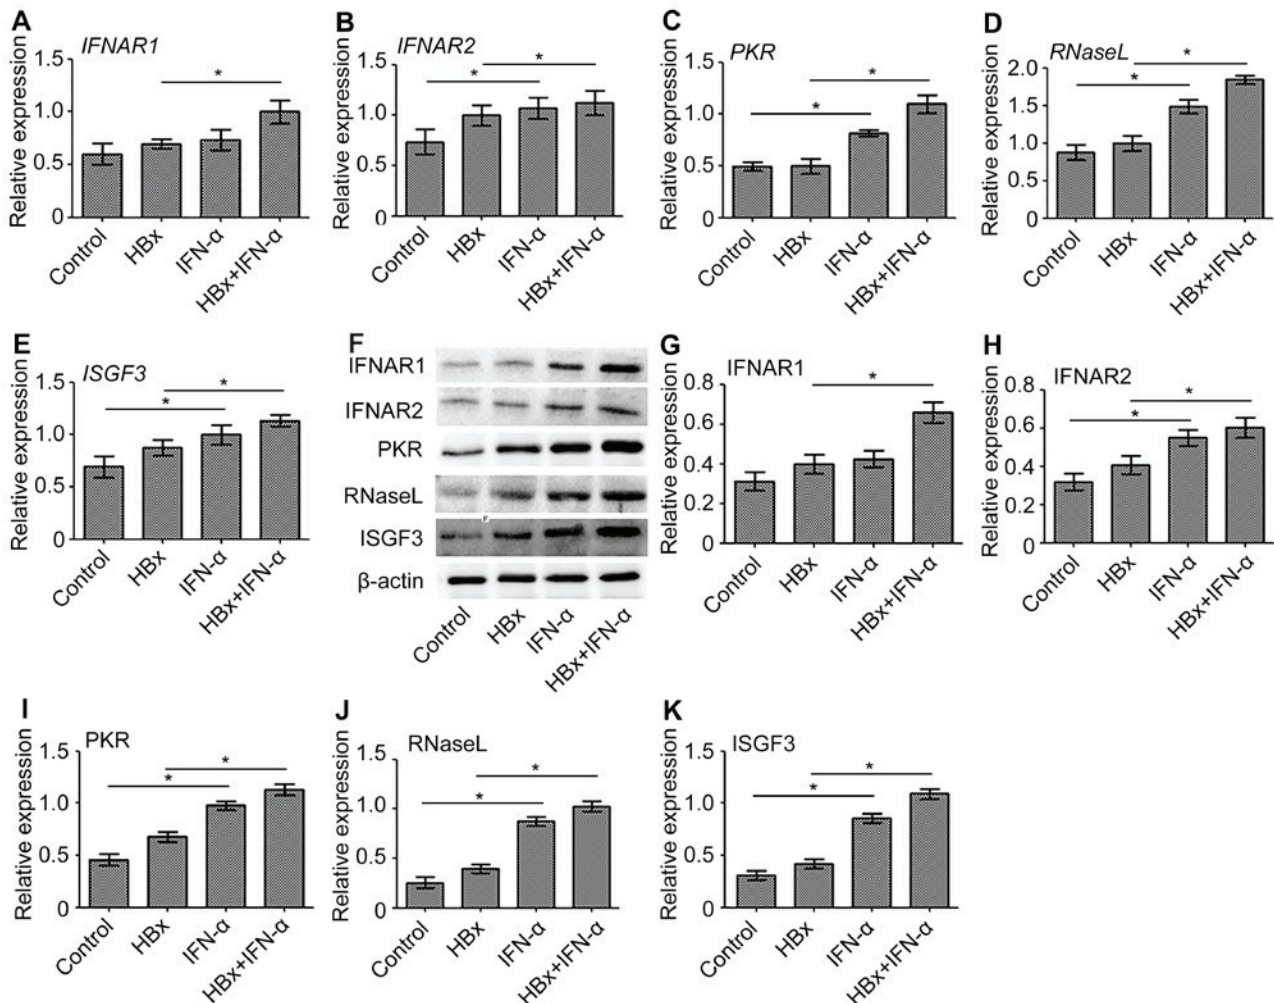 A
IFNAR1
Relative expression
1.5
1.0
0.5
0
*
Control
HBx
IFN-α
HBx+IFN-α
B
IFNAR2
Relative expression
1.5
1.0
0.5
0
*
*
Control
HBx
IFN-α
HBx+IFN-α
C
PKR
Relative expression
1.5
1.0
0.5
0
*
*
Control
HBx
IFN-α
HBx+IFN-α
D
RNaseL
Relative expression
2.0
1.5
1.0
0.5
0
*
*
Control
HBx
IFN-α
HBx+IFN-α
E
ISGF3
Relative expression
1.5
1.0
0.5
0
*
*
Control
HBx
IFN-α
HBx+IFN-α
F
IFNAR1
IFNAR2
PKR
RNaseL
ISGF3
β-actin
Control
HBx
IFN-α
HBx+IFN-α
G
IFNAR1
Relative expression
0.8
0.6
0.4
0.2
0
*
Control
HBx
IFN-α
HBx+IFN-α
H
IFNAR2
Relative expression
0.8
0.6
0.4
0.2
0
*
*
Control
HBx
IFN-α
HBx+IFN-α
I
PKR
Relative expression
1.5
1.0
0.5
0
*
*
Control
HBx
IFN-α
HBx+IFN-α
J
RNaseL
Relative expression
1.5
1.0
0.5
0
*
*
Control
HBx
IFN-α
HBx+IFN-α
K
ISGF3
Relative expression
1.5
1.0
0.5
0
*
*
Control
HBx
IFN-α
HBx+IFN-α